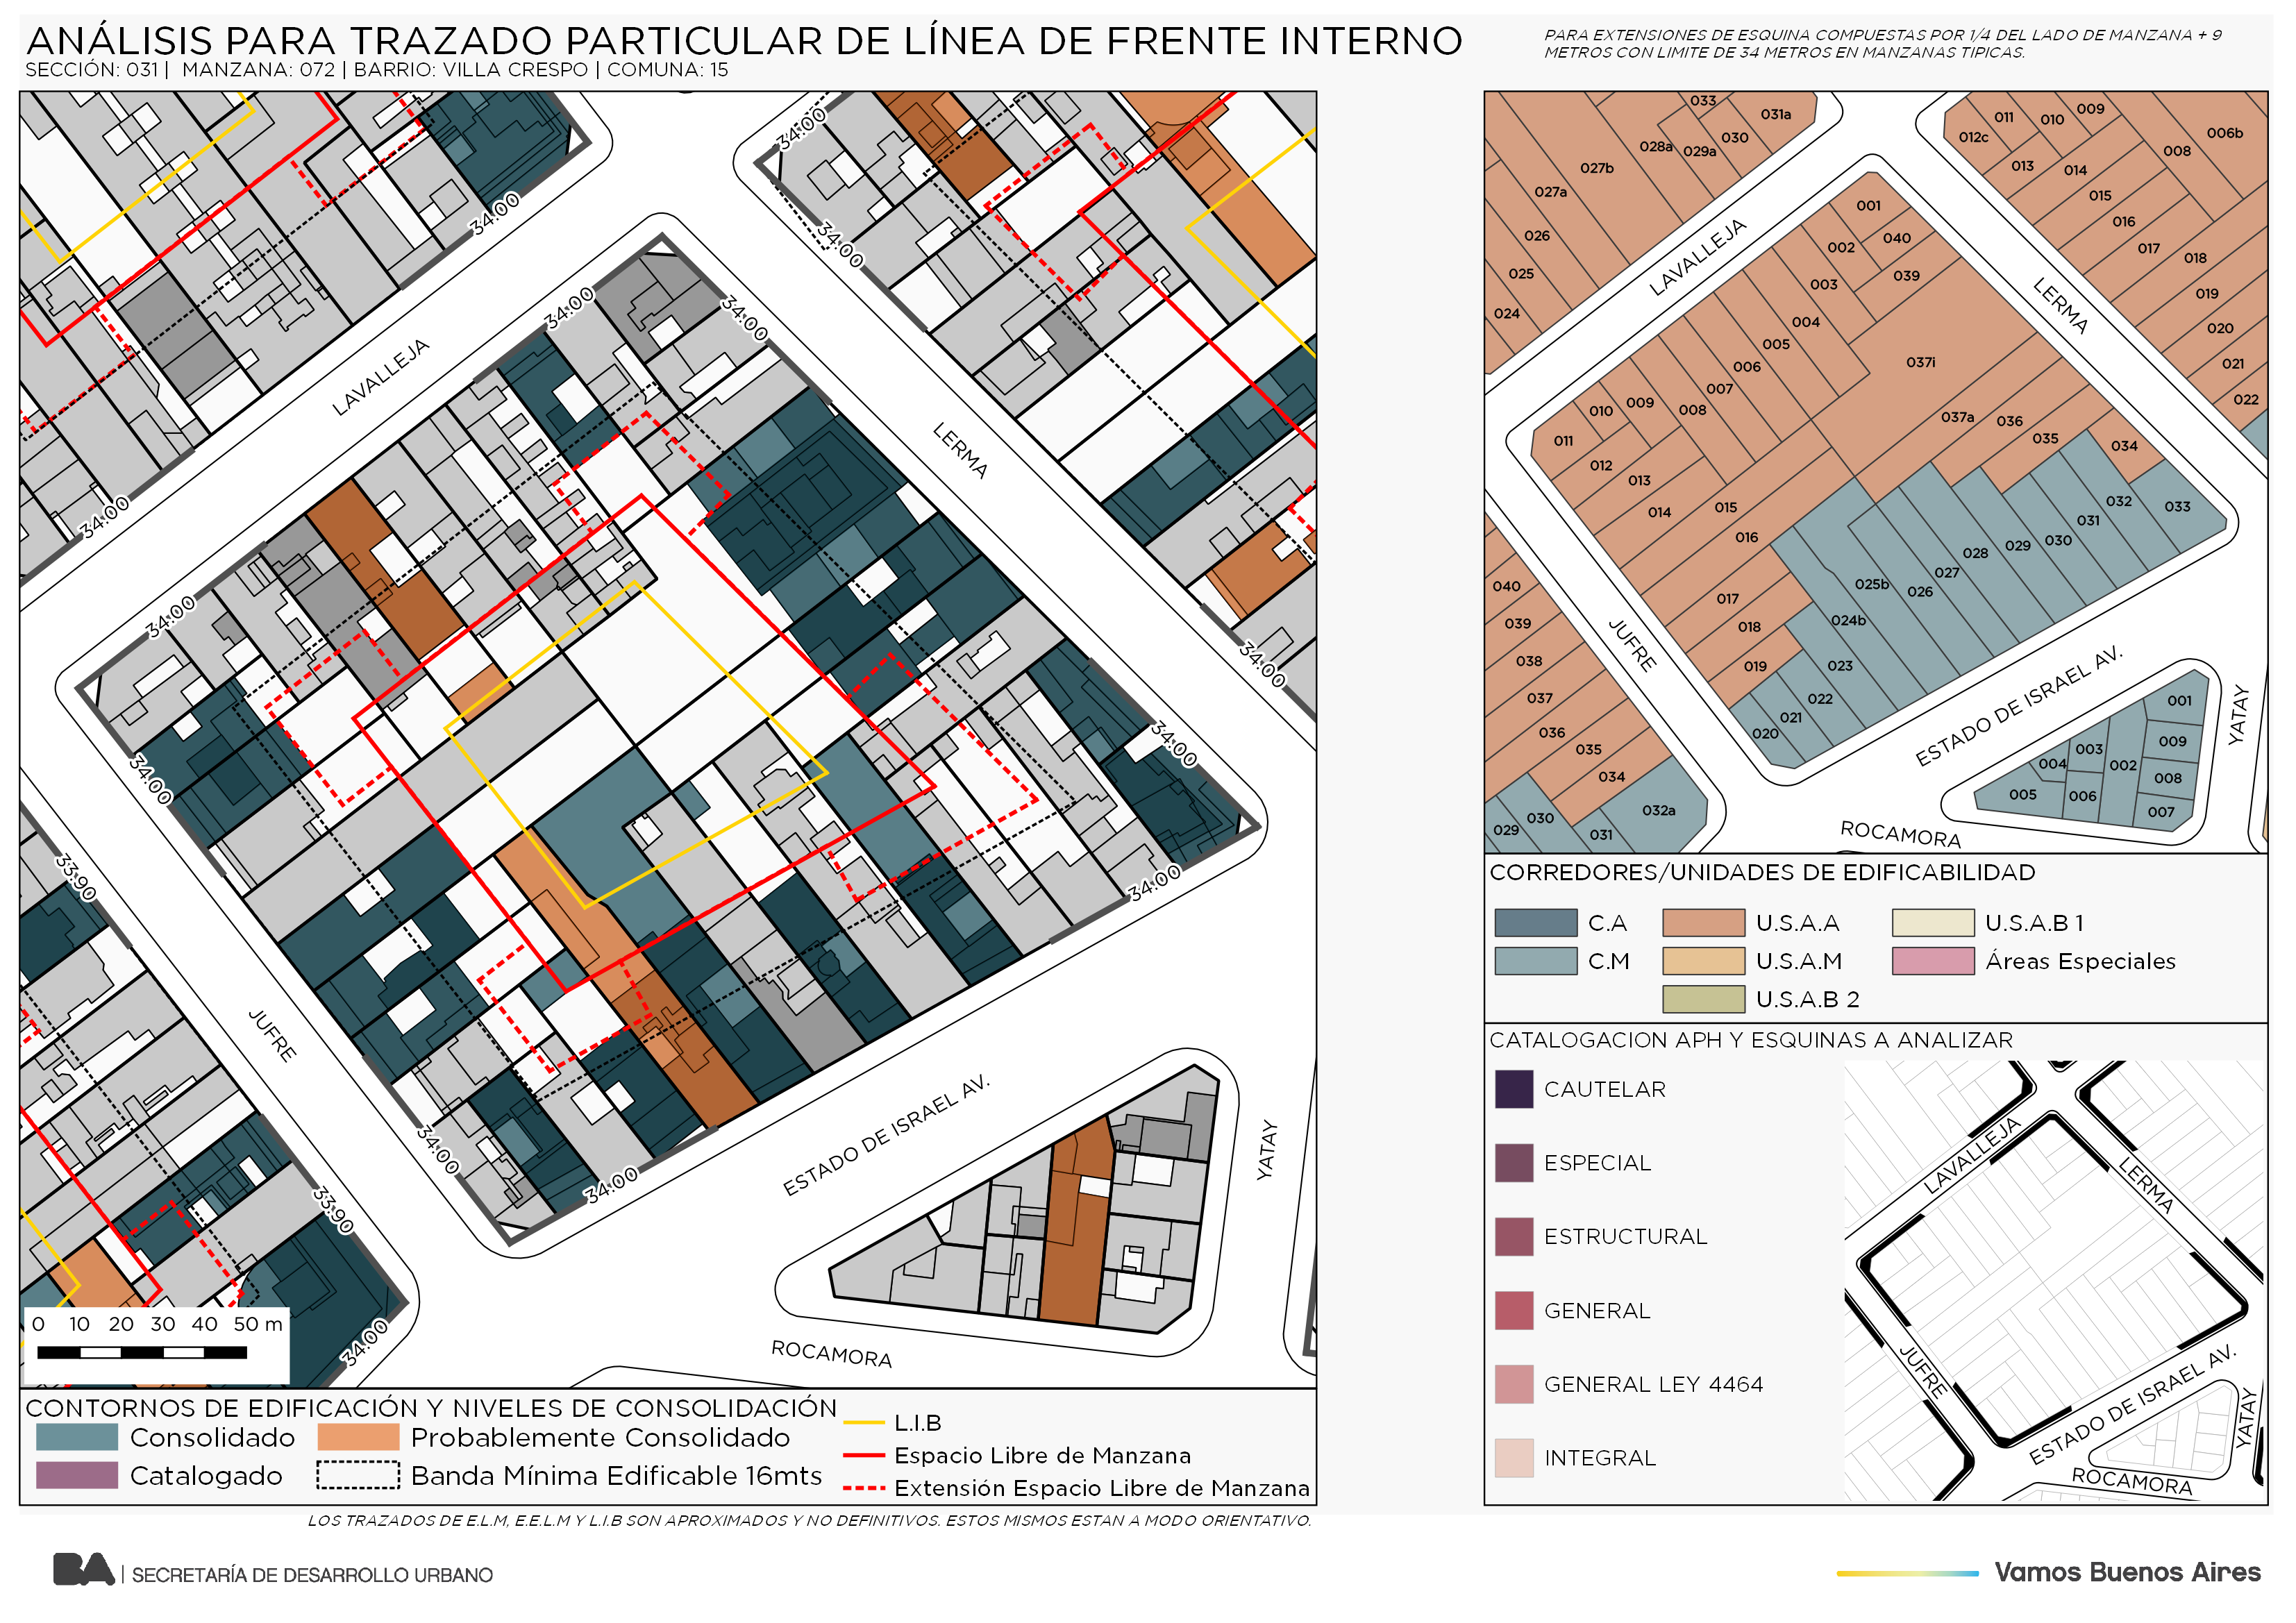 ANÁLISIS PARA TRAZADO PARTICULAR DE LÍNEA DE FRENTE INTERNO
SECCIÓN: 031 | MANZANA: 072 | BARRIO: VILLA CRESPO | COMUNA: 15
PARA EXTENSIONES DE ESQUINA COMPUESTAS POR 1/4 DEL LADO DE MANZANA + 9
METROS CON LIMITE DE 34 METROS EN MANZANAS TIPICAS.
34.00
34.00
34.00
34.00
34.00
34.00
34.00
34.00
34.00
34.00
34.00
34.00
34.00
34.00
33.90
33.90
34.00
LAVALLEJA
LERMA
JUFRE
ESTADO DE ISRAEL AV.
YATAY
ROCAMORA
0 10 20 30 40 50 m
CONTORNOS DE EDIFICACIÓN Y NIVELES DE CONSOLIDACIÓN
Consolidado
Probablemente Consolidado
Catalogado
Banda Mínima Edificable 16mts
L.I.B
Espacio Libre de Manzana
Extensión Espacio Libre de Manzana
LOS TRAZADOS DE E.L.M, E.E.L.M Y L.I.B SON APROXIMADOS Y NO DEFINITIVOS. ESTOS MISMOS ESTAN A MODO ORIENTATIVO.
033
031a
030
029a
028a
027b
027a
026
025
024
011
010
009
012c
013
014
008
006b
015
016
017
018
019
020
021
022
LAVALLEJA
LERMA
001
002
040
039
003
004
005
006
007
008
009
010
011
012
013
014
015
016
017
018
019
020
021
022
023
024b
025b
026
027
028
029
030
031
032
033
034
035
036
037a
037i
JUFRE
040
039
038
037
036
035
034
032a
031
030
029
ESTADO DE ISRAEL AV.
YATAY
001
009
003
002
004
008
005
006
007
ROCAMORA
CORREDORES/UNIDADES DE EDIFICABILIDAD
C.A
U.S.A.A
U.S.A.B 1
C.M
U.S.A.M
Áreas Especiales
U.S.A.B 2
CATALOGACION APH Y ESQUINAS A ANALIZAR
CAUTELAR
ESPECIAL
ESTRUCTURAL
GENERAL
GENERAL LEY 4464
INTEGRAL
LAVALLEJA
LERMA
JUFRE
ESTADO DE ISRAEL AV.
YATAY
ROCAMORA
BA | SECRETARÍA DE DESARROLLO URBANO
Vamos Buenos Aires